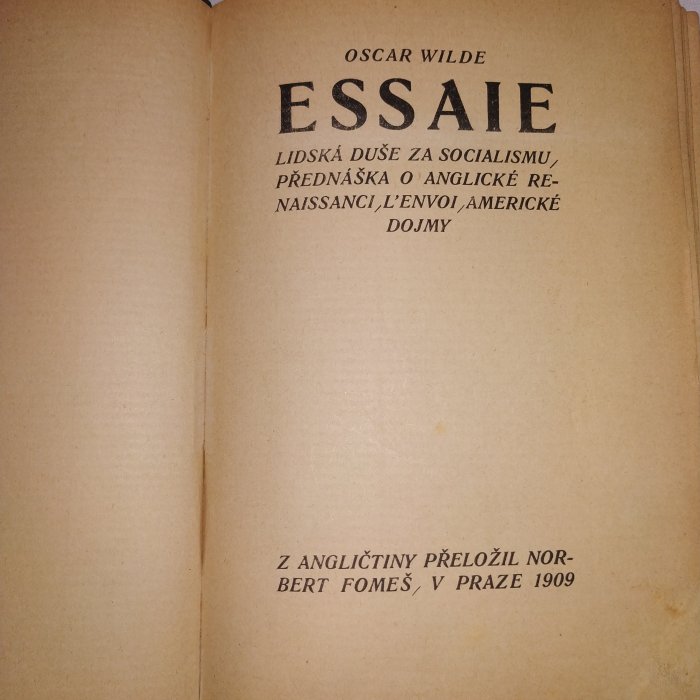 OSCAR WILDE
ESSAIE
LIDSKÁ DUŠE ZA SOCIALISMU,
PŘEDNÁŠKA O ANGLICKÉ RE-
NAISSANCI, L'ENVOI, AMERICKÉ
DOJMY
Z ANGLIČTINY PŘELOŽIL NOR-
BERT FOMEŠ, V PRAZE 1909